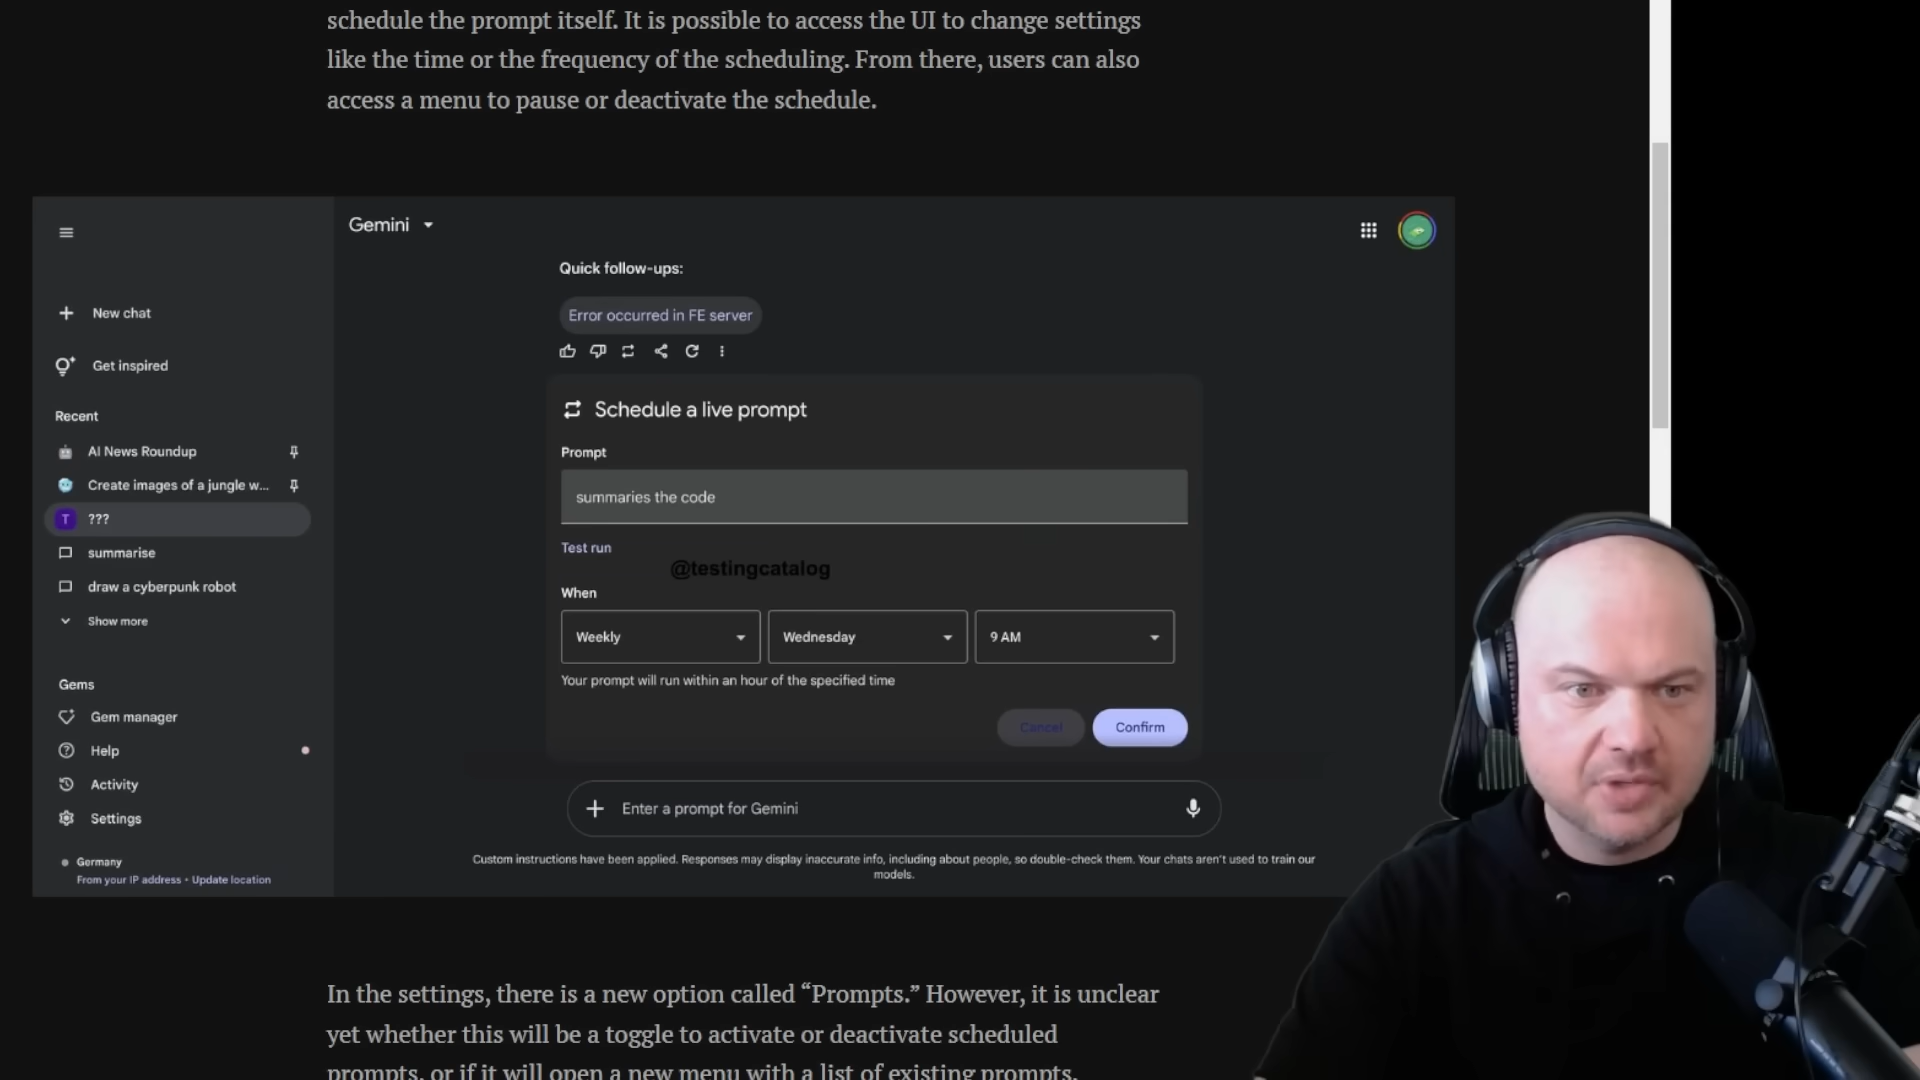 schedule the prompt itself. It is possible to access the UI to change settings
like the time or the frequency of the scheduling. From there, users can also
access a menu to pause or deactivate the schedule.
Gemini
Quick follow-ups:
Error occurred in FE server
New chat
Get inspired
Recent
AI News Roundup
Create images of a jungle w...
T ???
summarise
draw a cyberpunk robot
Show more
Gems
Gem manager
Help
Activity
Settings
Germany
From your IP address • Update location
Schedule a live prompt
Prompt
summaries the code
Test run
@testingcatalog
When
Weekly Wednesday 9 AM
Your prompt will run within an hour of the specified time
Cancel Confirm
Enter a prompt for Gemini
Custom instructions have been applied. Responses may display inaccurate info, including about people, so double-check them. Your chats aren't used to train our
models.
In the settings, there is a new option called “Prompts.” However, it is unclear
yet whether this will be a toggle to activate or deactivate scheduled
prompts, or if it will open a new menu with a list of existing prompts.